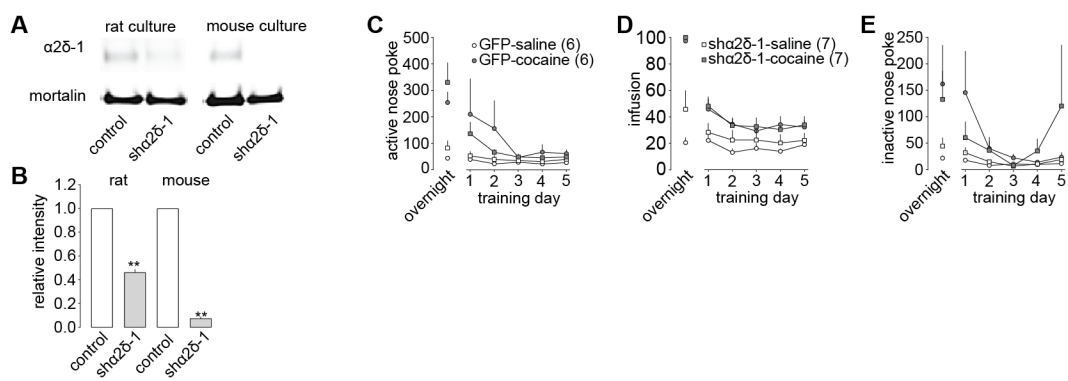 A
rat culture mouse culture
α2δ-1
mortalin
control shα2δ-1 control shα2δ-1
B
rat mouse
relative intensity
1.2
1.0
0.8
0.6
0.4
0.2
0.0
** **
control shα2δ-1 control shα2δ-1
C
active nose poke
500
400
300
200
100
0
GFP-saline (6)
GFP-cocaine (6)
overnight 1 2 3 4 5
training day
D
infusion
100
80
60
40
20
0
shα2δ-1-saline (7)
shα2δ-1-cocaine (7)
overnight 1 2 3 4 5
training day
E
inactive nose poke
250
200
150
100
50
0
overnight 1 2 3 4 5
training day